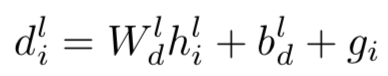 d_i^l = W_d^l h_i^l + b_d^l + g_i